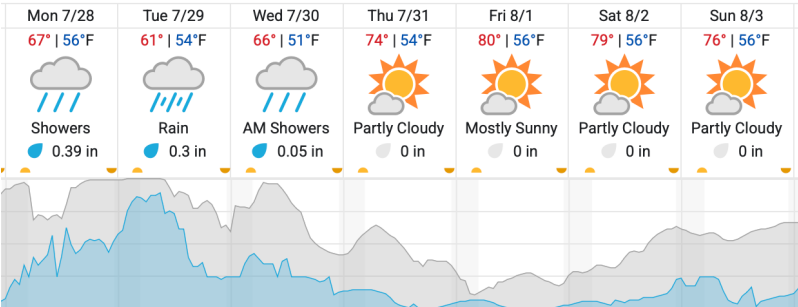 Mon 7/28 Tue 7/29 Wed 7/30 Thu 7/31 Fri 8/1 Sat 8/2 Sun 8/3
67° | 56°F 61° | 54°F 66° | 51°F 74° | 54°F 80° | 56°F 79° | 56°F 76° | 56°F
Showers Rain AM Showers Partly Cloudy Mostly Sunny Partly Cloudy Partly Cloudy
0.39 in 0.3 in 0.05 in 0 in 0 in 0 in 0 in